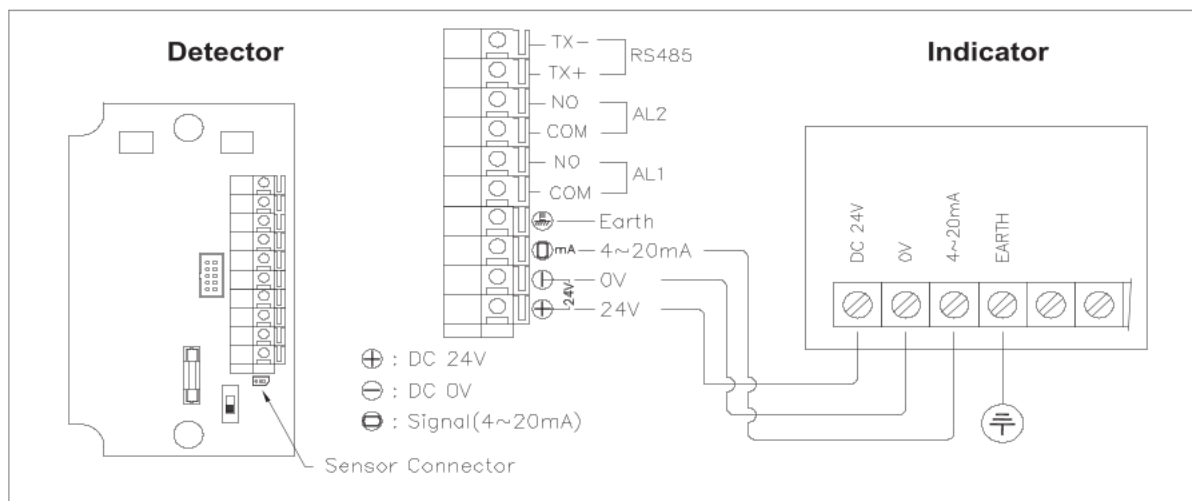 Detector
Indicator
TX-
TX+
RS485
NO
COM
AL2
NO
COM
AL1
Earth
mA
4~20mA
0V
24V
24V
DC 24V
0V
4~20mA
EARTH
: DC 24V
: DC 0V
: Signal(4~20mA)
Sensor Connector